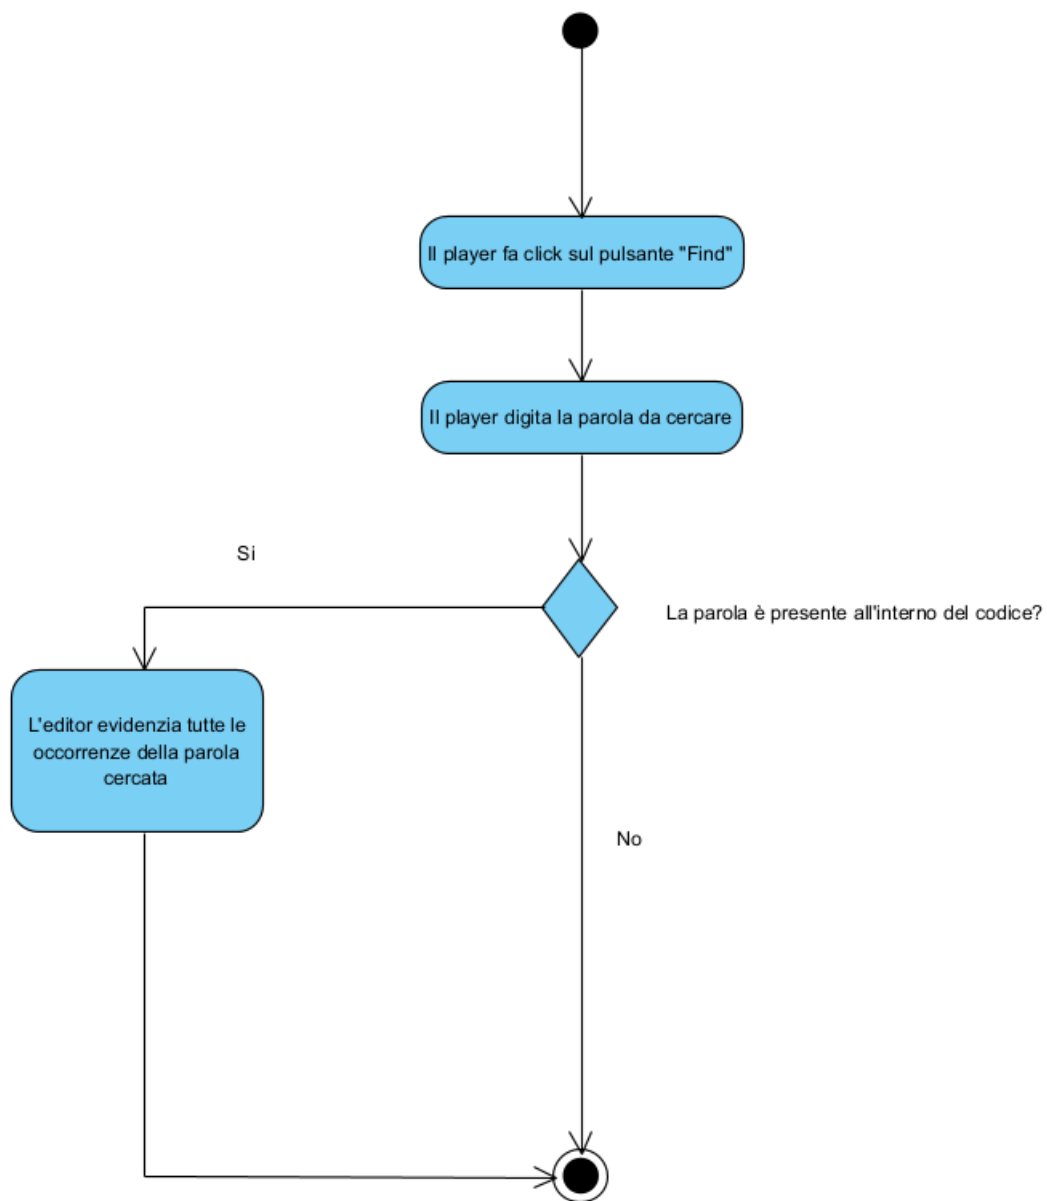 Il player fa click sul pulsante "Find"
Il player digita la parola da cercare
Si
La parola è presente all'interno del codice?
L'editor evidenzia tutte le
occorrenze della parola
cercata
No